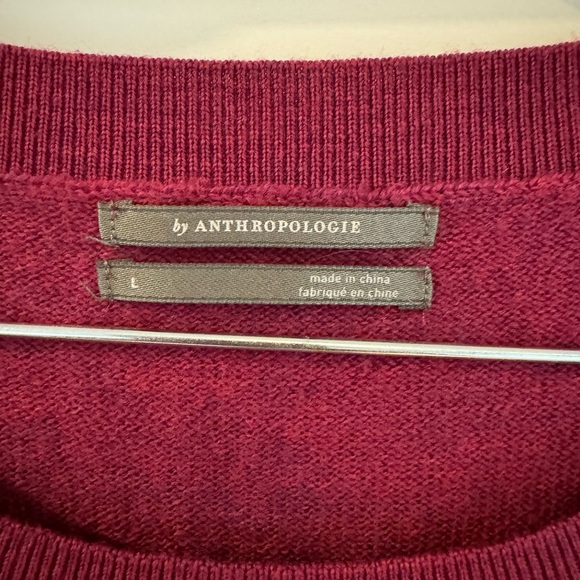 by ANTHROPOLOGIE
L
made in china
fabriqué en chine